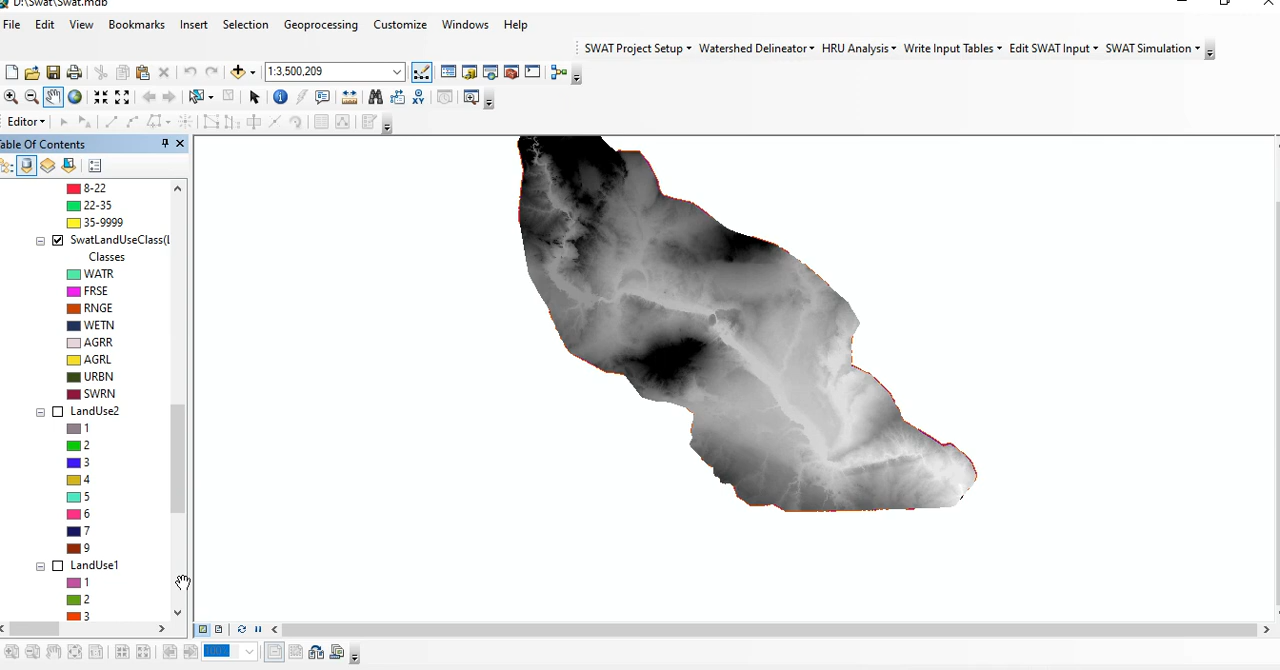 D:\Swat\Swat.mdb
File Edit View Bookmarks Insert Selection Geoprocessing Customize Windows Help
SWAT Project Setup Watershed Delineator HRU Analysis Write Input Tables Edit SWAT Input SWAT Simulation
1:3,500,209
XY
Editor
Table Of Contents
8-22
22-35
35-9999
SwatLandUseClass(L
Classes
WATR
FRSE
RNGE
WETN
AGRR
AGRL
URBN
SWRN
LandUse2
1
2
3
4
5
6
7
9
LandUse1
1
2
3